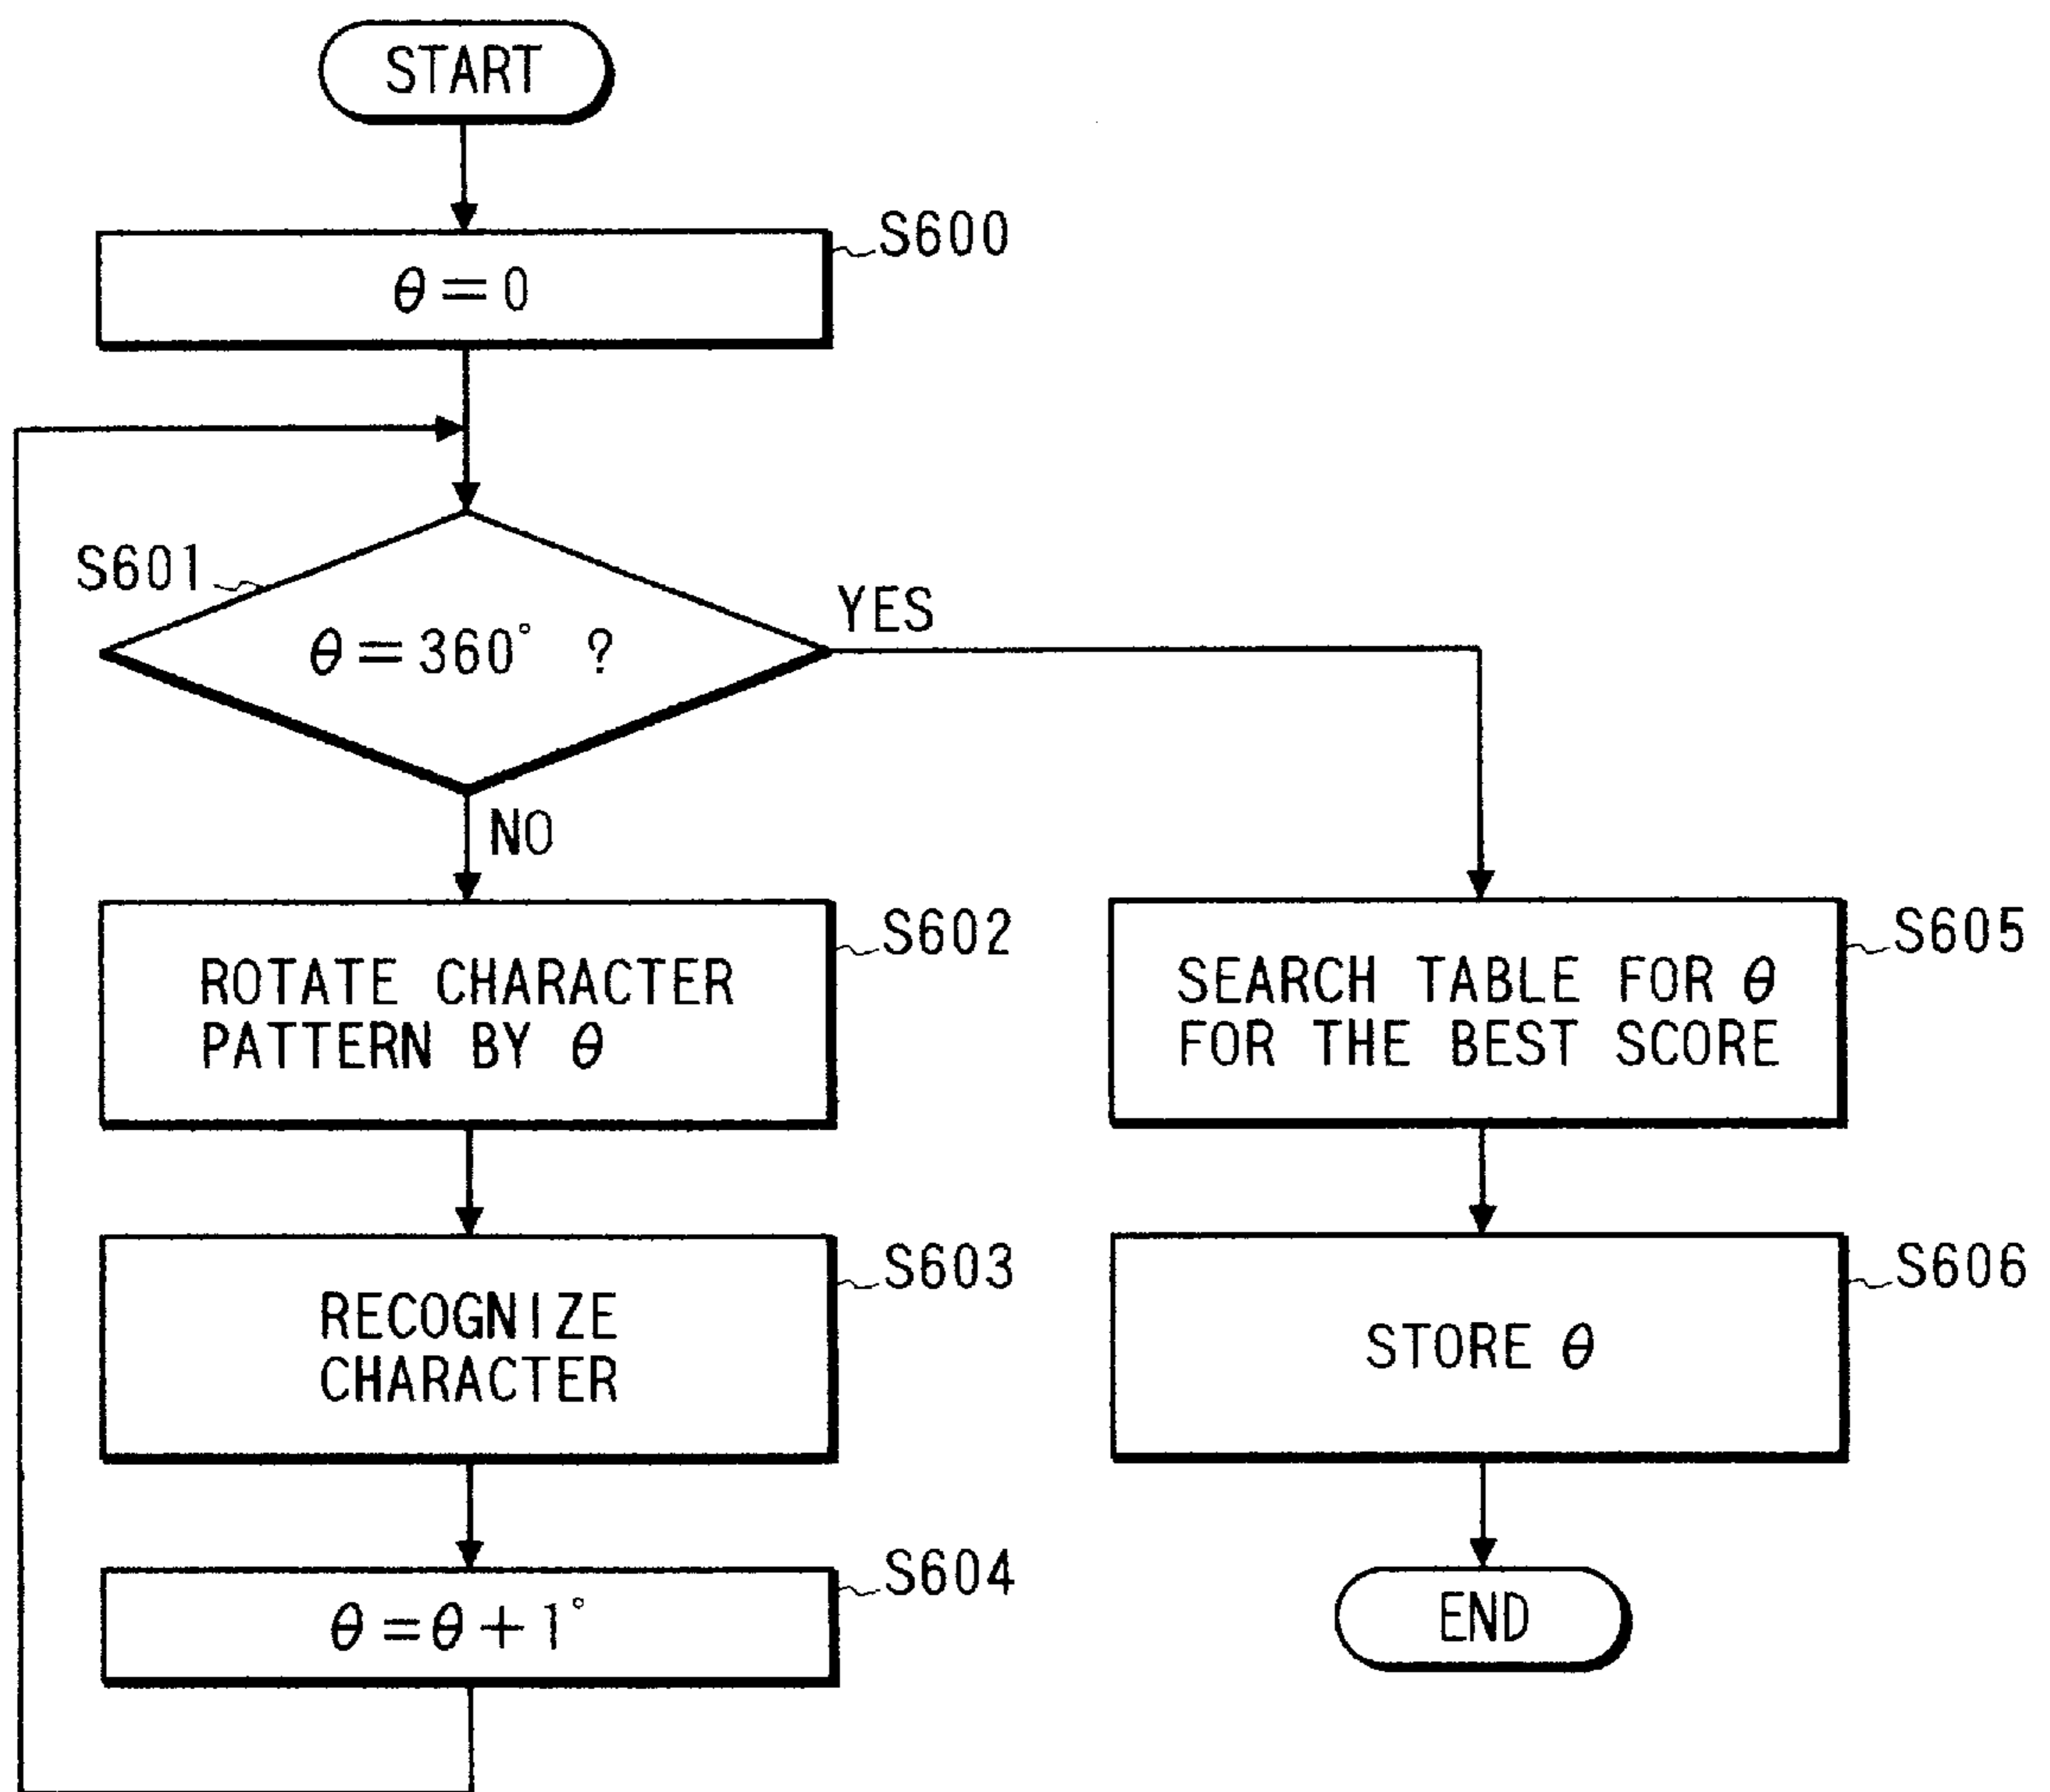 START
S600
θ=0
S601
θ=360° ?
YES
NO
S602
ROTATE CHARACTER
PATTERN BY θ
S603
RECOGNIZE
CHARACTER
S604
θ=θ+1°
S605
SEARCH TABLE FOR θ
FOR THE BEST SCORE
S606
STORE θ
END